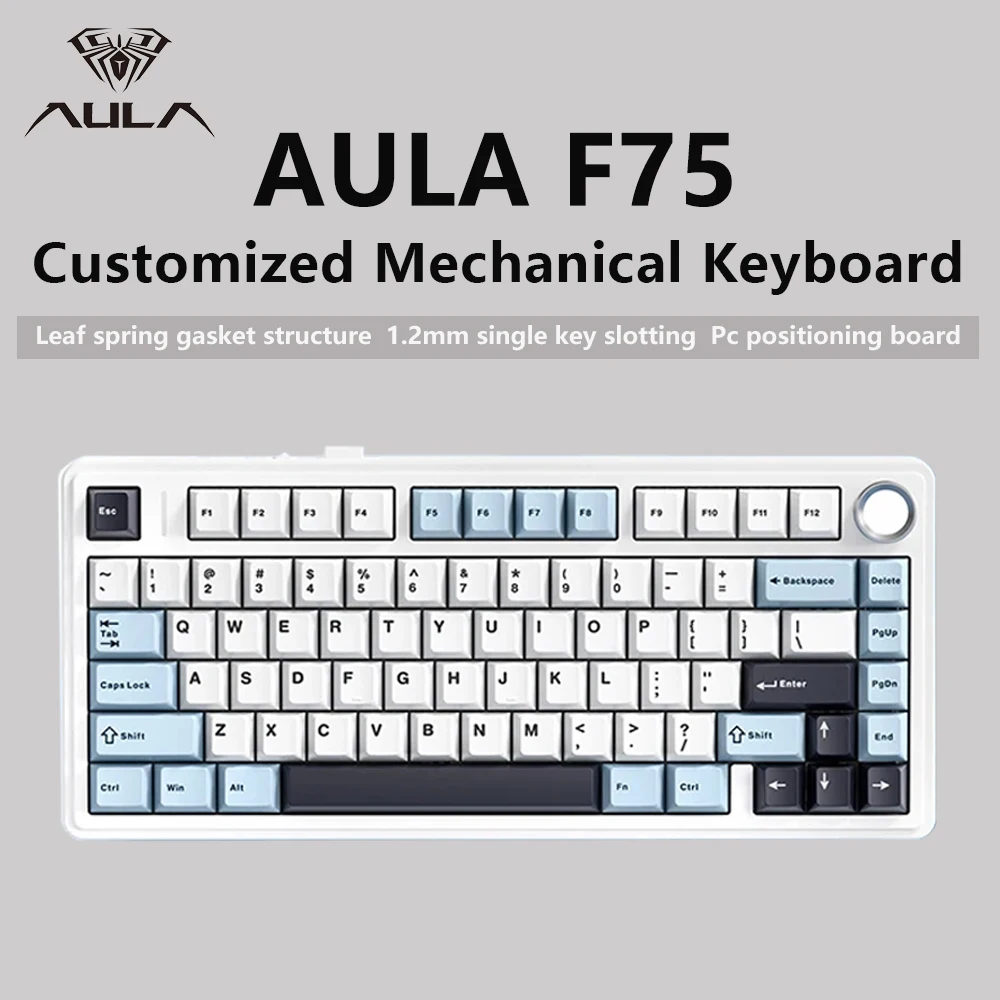 AULA
AULA F75
Customized Mechanical Keyboard
Leaf spring gasket structure 1.2mm single key slotting Pc positioning board
Esc F1 F2 F3 F4 F5 F6 F7 F8 F9 F10 F11 F12
~ ! @ # $ % ^ & * ( ) — + ← Backspace Delete
` 1 2 3 4 5 6 7 8 9 0 - =
Tab Q W E R T Y U I O P { } | PgUp
[ ] \
Caps Lock A S D F G H J K L : " Enter PgDn
; '
Shift Z X C V B N M < > ? Shift ↑ End
, . /
Ctrl Win Alt Fn Ctrl ← ↓ →